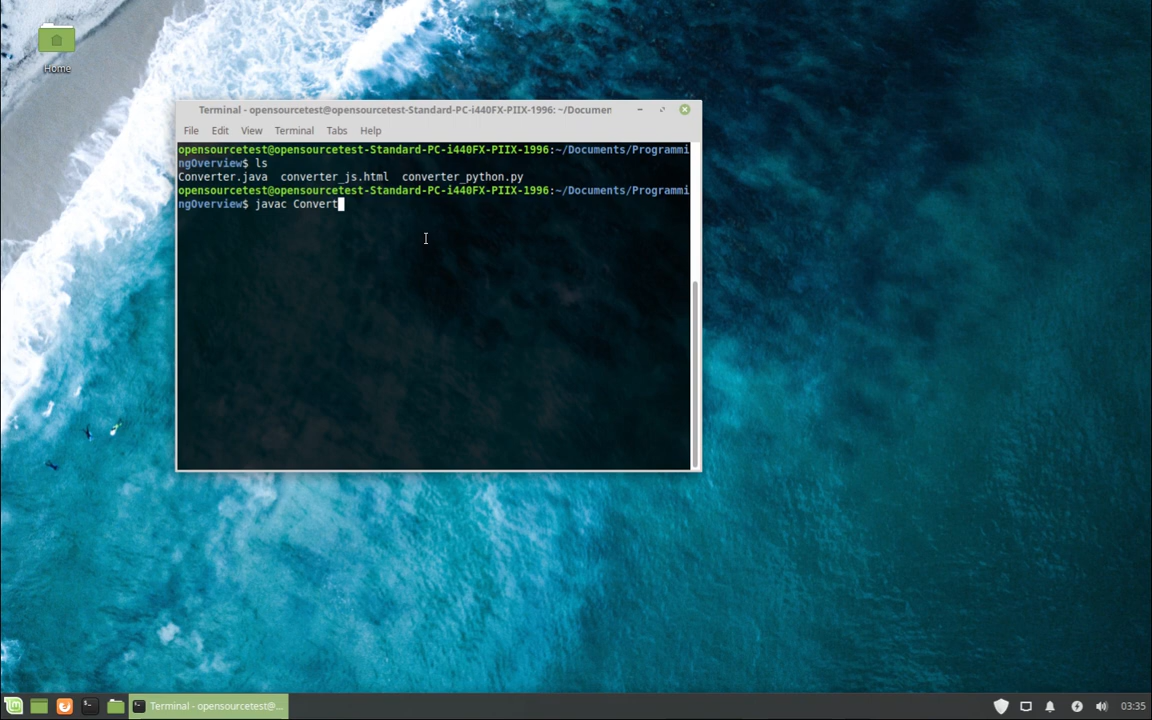 Home
Terminal - opensourcetest@opensourcetest-Standard-PC-i440FX-PIIX-1996: ~/Documen
File Edit View Terminal Tabs Help
opensourcetest@opensourcetest-Standard-PC-i440FX-PIIX-1996:~/Documents/Programmi
ngOverview$ ls
Converter.java converter_js.html converter_python.py
opensourcetest@opensourcetest-Standard-PC-i440FX-PIIX-1996:~/Documents/Programmi
ngOverview$ javac Convert
Terminal - opensourcetest@... 03:35